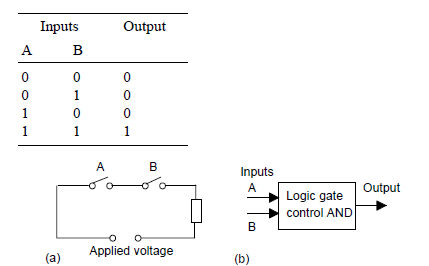 Inputs Output
A B
0 0 0
0 1 0
1 0 0
1 1 1
A B
Applied voltage
(a)
Inputs
A
B
Logic gate
control AND
Output
(b)